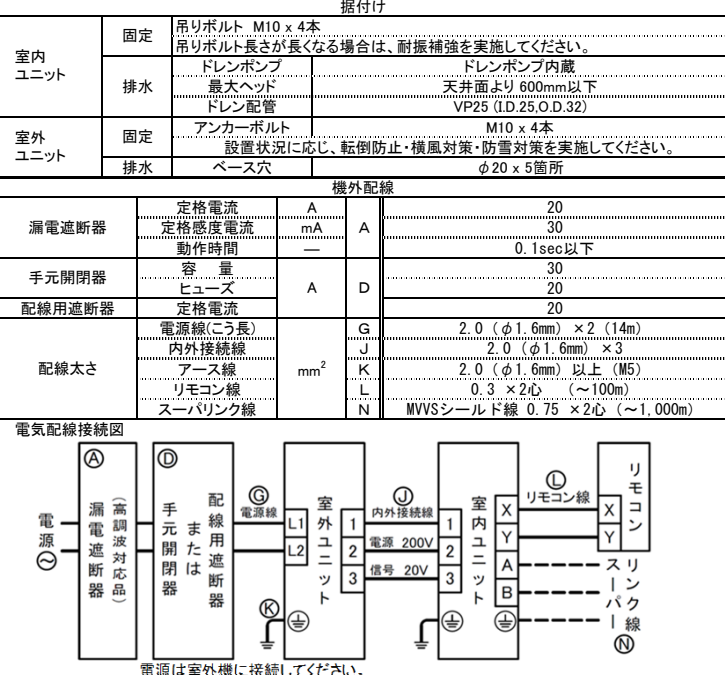 据付け
室内
ユニット
固定
吊りボルト M10 x 4本
吊りボルト長さが長くなる場合は、耐振補強を実施してください。
排水
ドレンポンプ ドレンポンプ内蔵
最大ヘッド 天井面より 600mm以下
ドレン配管 VP25 (I.D.25,O.D.32)
室外
ユニット
固定
アンカーボルト M10 x 4本
設置状況に応じ、転倒防止・横風対策・防雪対策を実施してください。
排水 ベース穴 φ20 x 5箇所
機外配線
漏電遮断器
定格電流 A 20
定格感度電流 mA A 30
動作時間 — 0.1sec以下
手元開閉器
容 量 30
ヒューズ A D 20
配線用遮断器 定格電流 20
配線太さ
電源線(こう長) G 2.0 (φ1.6mm) ×2 (14m)
内外接続線 J 2.0 (φ1.6mm) ×3
アース線 mm² K 2.0 (φ1.6mm) 以上 (M5)
リモコン線 L 0.3 ×2心 (～100m)
スーパリンク線 N MVVSシールド線 0.75 ×2心 (～1,000m)
電気配線接続図
電源
Ⓐ
漏電遮断器
(高調波対応品)
Ⓓ
配線用遮断器
または
手元開閉器
Ⓖ
電源線
L1
L2
Ⓚ
室外ユニット
1
2
3
Ⓙ
内外接続線
電源 200V
信号 20V
1
2
3
室内ユニット
X
Y
A
B
Ⓛ
リモコン線
X
Y
リモコン
スーパー
リンク線
Ⓝ
電源は室外機に接続してください。